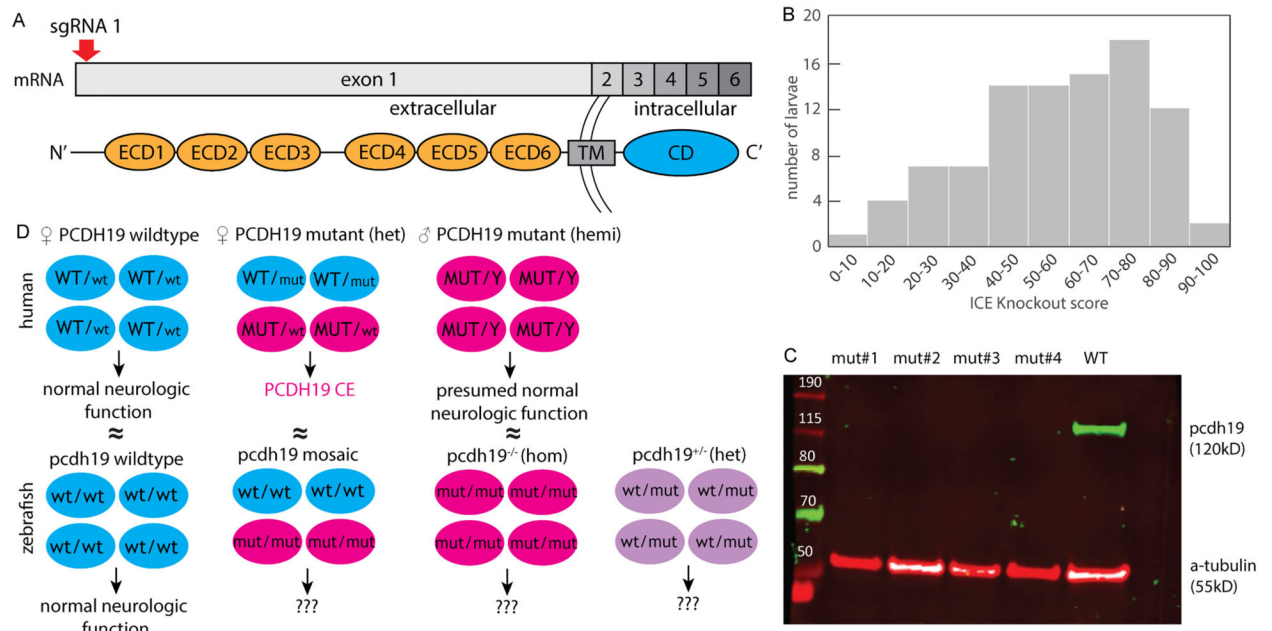 A
sgRNA 1
mRNA
exon 1
2
3
4
5
6
extracellular
intracellular
N'
ECD1
ECD2
ECD3
ECD4
ECD5
ECD6
TM
CD
C'
B
20
16
12
8
4
0
number of larvae
0-10
10-20
20-30
30-40
40-50
50-60
60-70
70-80
80-90
90-100
ICE Knockout score
C
mut#1
mut#2
mut#3
mut#4
WT
190
115
80
70
50
pcdh19
(120kD)
a-tubulin
(55kD)
D
♀ PCDH19 wildtype
♀ PCDH19 mutant (het)
♂ PCDH19 mutant (hemi)
human
WT/wt WT/wt
WT/wt WT/wt
WT/mut WT/mut
MUT/wt MUT/wt
MUT/Y MUT/Y
MUT/Y MUT/Y
normal neurologic
function
PCDH19 CE
presumed normal
neurologic function
≈
≈
≈
zebrafish
pcdh19 wildtype
pcdh19 mosaic
pcdh19-/- (hom)
pcdh19+/- (het)
wt/wt wt/wt
wt/wt wt/wt
wt/wt wt/wt
mut/mut mut/mut
mut/mut mut/mut
mut/mut mut/mut
wt/mut wt/mut
wt/mut wt/mut
normal neurologic
function
???
???
???